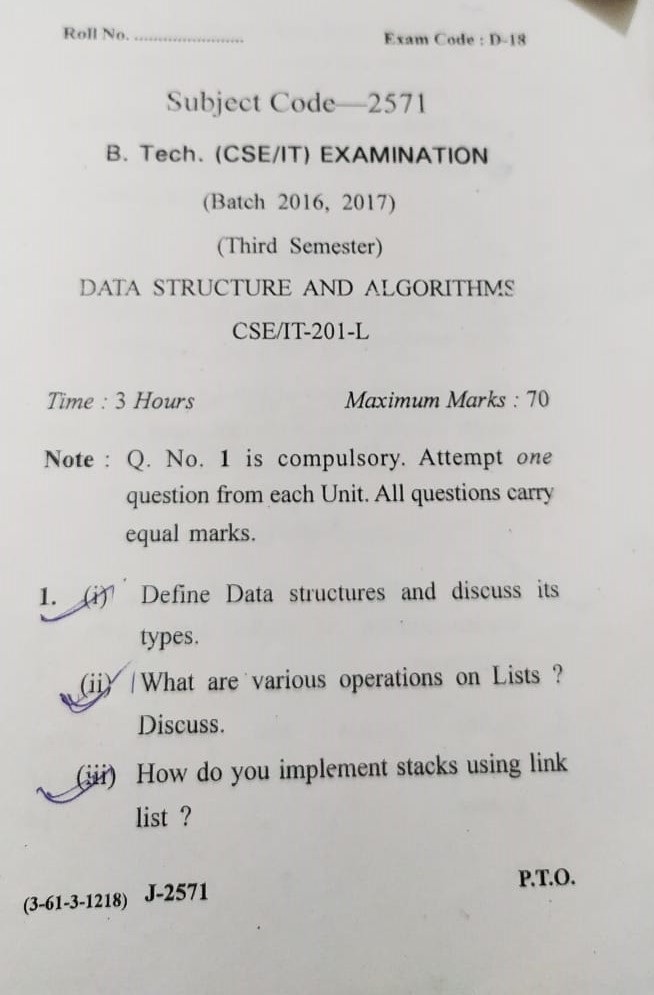 Roll No. ........................ Exam Code : D-18
Subject Code—2571
B. Tech. (CSE/IT) EXAMINATION
(Batch 2016, 2017)
(Third Semester)
DATA STRUCTURE AND ALGORITHMS
CSE/IT-201-L
Time : 3 Hours Maximum Marks : 70
Note : Q. No. 1 is compulsory. Attempt one
question from each Unit. All questions carry
equal marks.
1. (i) Define Data structures and discuss its
types.
(ii) What are various operations on Lists ?
Discuss.
(iii) How do you implement stacks using link
list ?
(3-61-3-1218) J-2571 P.T.O.